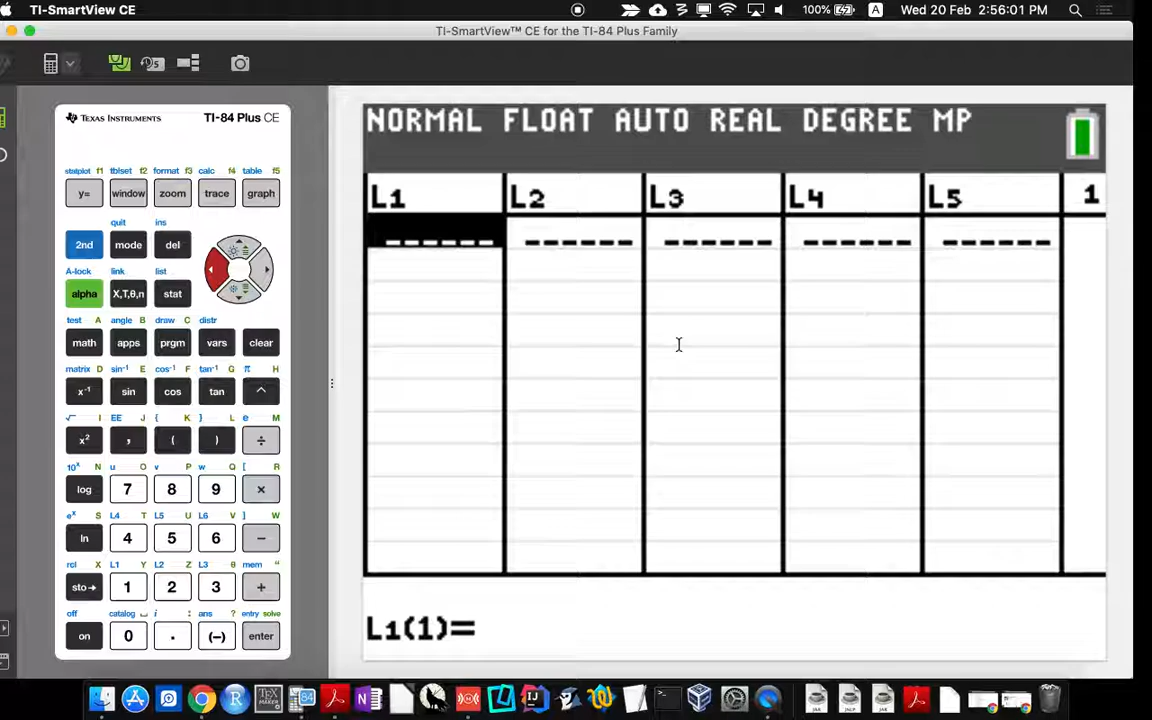 TI-SmartView CE
100%
A
Wed 20 Feb 2:56:01 PM
TI-SmartView™ CE for the TI-84 Plus Family
TEXAS INSTRUMENTS
TI-84 Plus CE
statplot f1 tblset f2 format f3 calc f4 table f5
y= window zoom trace graph
quit ins
2nd mode del
A-lock link list
alpha X,T,θ,n stat
test A angle B draw C distr
math apps prgm vars clear
matrix D sin⁻¹ E cos⁻¹ F tan⁻¹ G π H
x⁻¹ sin cos tan ^
√ I EE J { K } L e M
x² , ( ) ÷
10ˣ N u O v P w Q [ R
log 7 8 9 ×
eˣ S L4 T L5 U L6 V ] W
ln 4 5 6 −
rcl X L1 Y L2 Z L3 θ mem "
sto→ 1 2 3 +
off catalog ⎵ i : ans ? entry solve
on 0 . (−) enter
NORMAL FLOAT AUTO REAL DEGREE MP
L1 L2 L3 L4 L5 1
------ ------ ------ ------ ------
L1(1)=